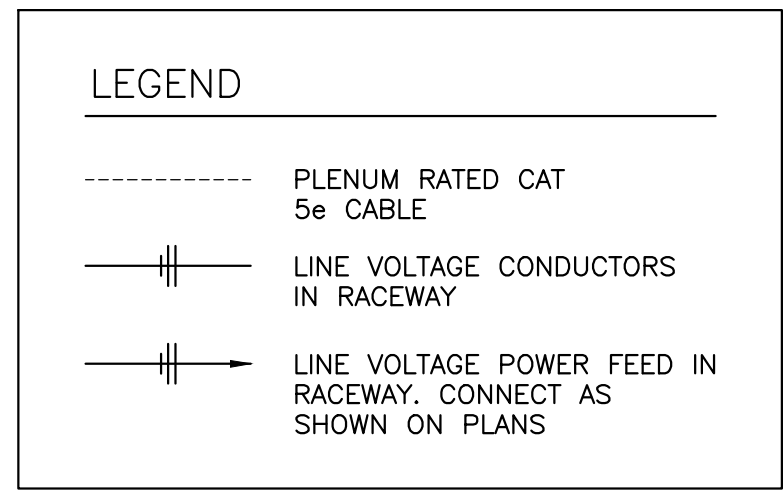 LEGEND
PLENUM RATED CAT
5e CABLE
LINE VOLTAGE CONDUCTORS
IN RACEWAY
LINE VOLTAGE POWER FEED IN
RACEWAY. CONNECT AS
SHOWN ON PLANS